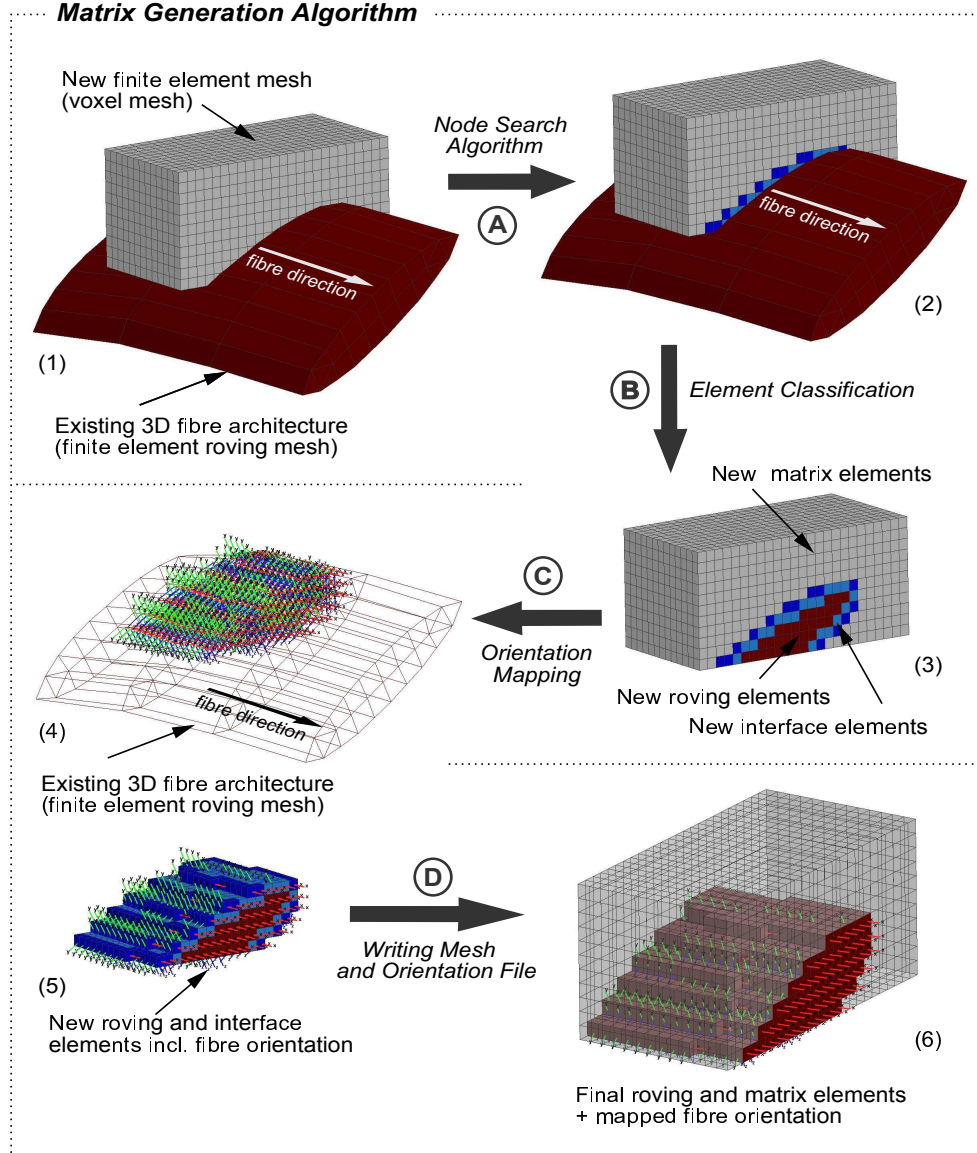 Matrix Generation Algorithm
New finite element mesh
(voxel mesh)
Node Search
Algorithm
A
fibre direction
fibre direction
(1)
(2)
Existing 3D fibre architecture
(finite element roving mesh)
B
Element Classification
New matrix elements
C
Orientation
Mapping
(3)
New roving elements
New interface elements
fibre direction
(4)
Existing 3D fibre architecture
(finite element roving mesh)
D
Writing Mesh
and Orientation File
(5)
New roving and interface
elements incl. fibre orientation
(6)
Final roving and matrix elements
+ mapped fibre orientation